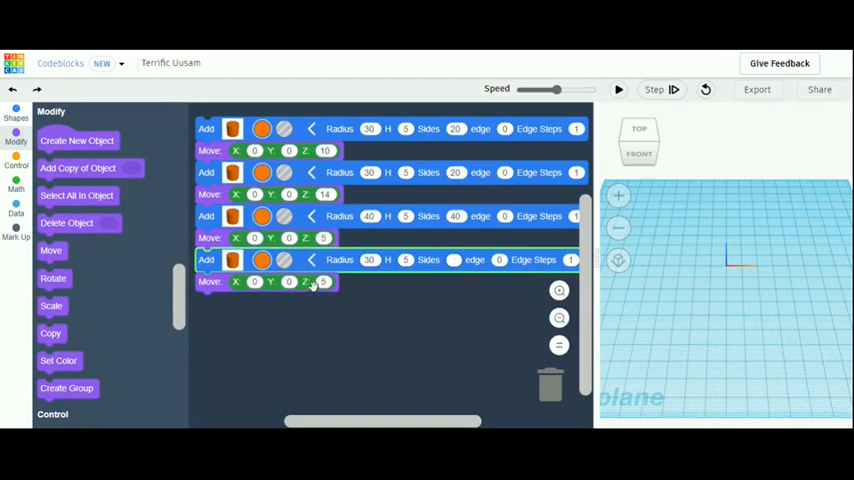 TIN
KER
CAD
Codeblocks NEW
Terrific Uusam
Give Feedback
Speed
Step
Export
Share
Shapes
Modify
Control
Math
Data
Mark Up
Modify
Create New Object
Add Copy of Object
Select All In Object
Delete Object
Move
Rotate
Scale
Copy
Set Color
Create Group
Control
Add Radius 30 H 5 Sides 20 edge 0 Edge Steps 1
Move: X: 0 Y: 0 Z: 10
Add Radius 30 H 5 Sides 20 edge 0 Edge Steps 1
Move: X: 0 Y: 0 Z: 14
Add Radius 40 H 5 Sides 40 edge 0 Edge Steps 1
Move: X: 0 Y: 0 Z: 5
Add Radius 30 H 5 Sides edge 0 Edge Steps 1
Move: X: 0 Y: 0 Z: 5
TOP
FRONT
plane